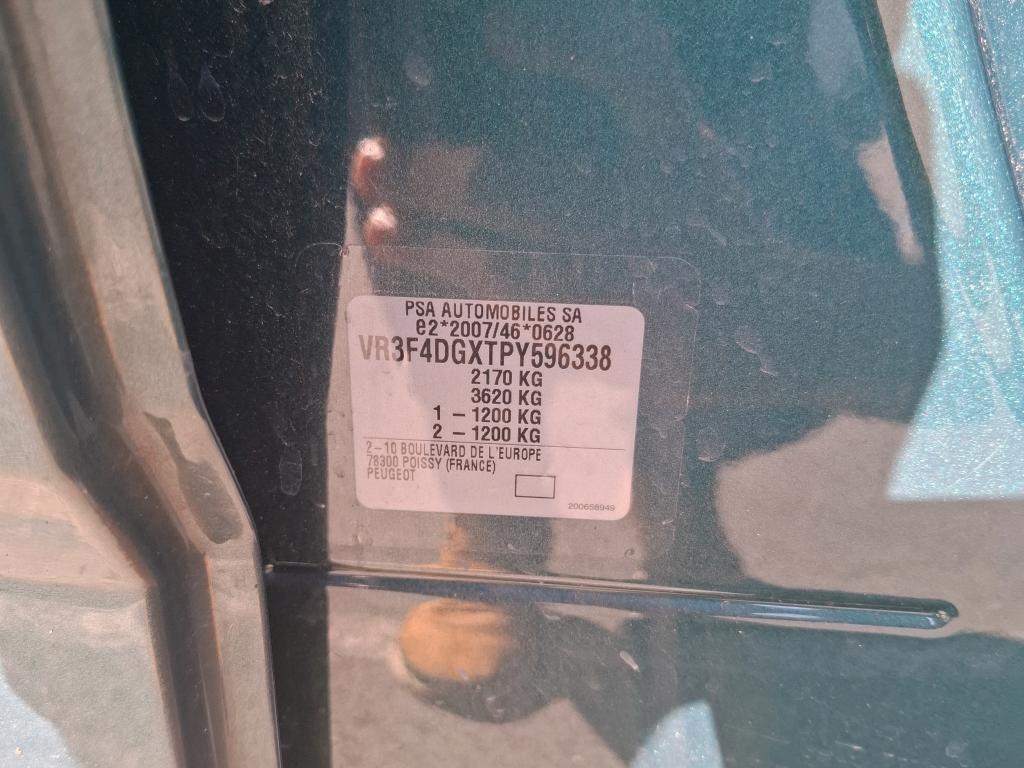 PSA AUTOMOBILES SA
e2*2007/46*0628
VR3F4DGXTPY596338
2170 KG
3620 KG
1 - 1200 KG
2 - 1200 KG
2-10 BOULEVARD DE L'EUROPE
78300 POISSY (FRANCE)
PEUGEOT
200658949